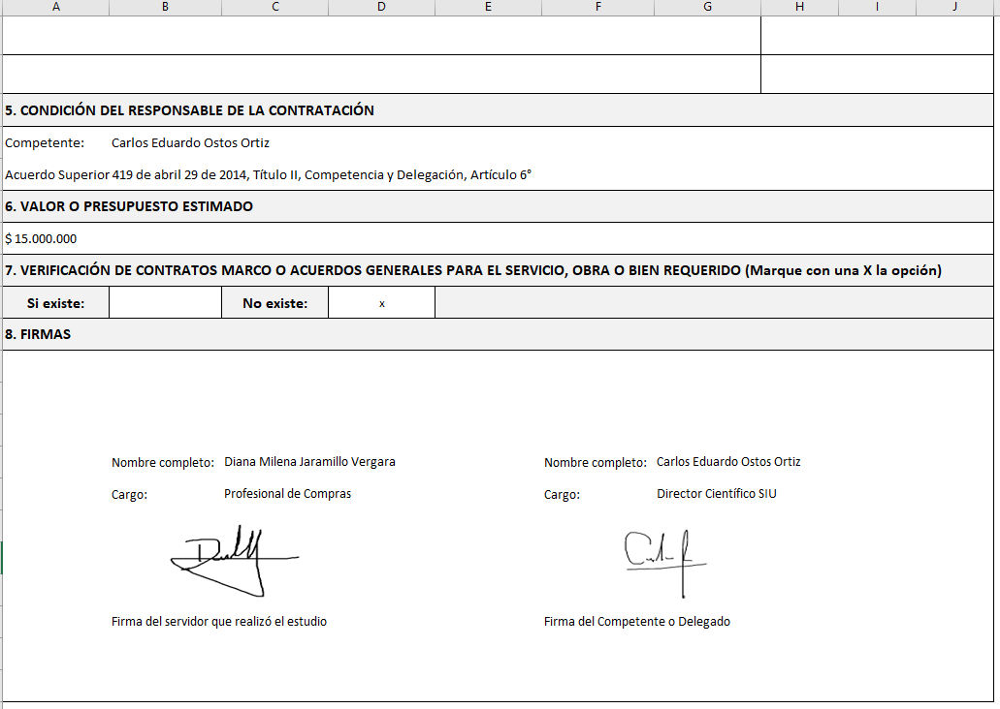 A B C D E F G H I J
5. CONDICIÓN DEL RESPONSABLE DE LA CONTRATACIÓN
Competente: Carlos Eduardo Ostos Ortiz
Acuerdo Superior 419 de abril 29 de 2014, Título II, Competencia y Delegación, Artículo 6°
6. VALOR O PRESUPUESTO ESTIMADO
$ 15.000.000
7. VERIFICACIÓN DE CONTRATOS MARCO O ACUERDOS GENERALES PARA EL SERVICIO, OBRA O BIEN REQUERIDO (Marque con una X la opción)
Si existe: No existe: x
8. FIRMAS
Nombre completo: Diana Milena Jaramillo Vergara Nombre completo: Carlos Eduardo Ostos Ortiz
Cargo: Profesional de Compras Cargo: Director Científico SIU
Firma del servidor que realizó el estudio Firma del Competente o Delegado